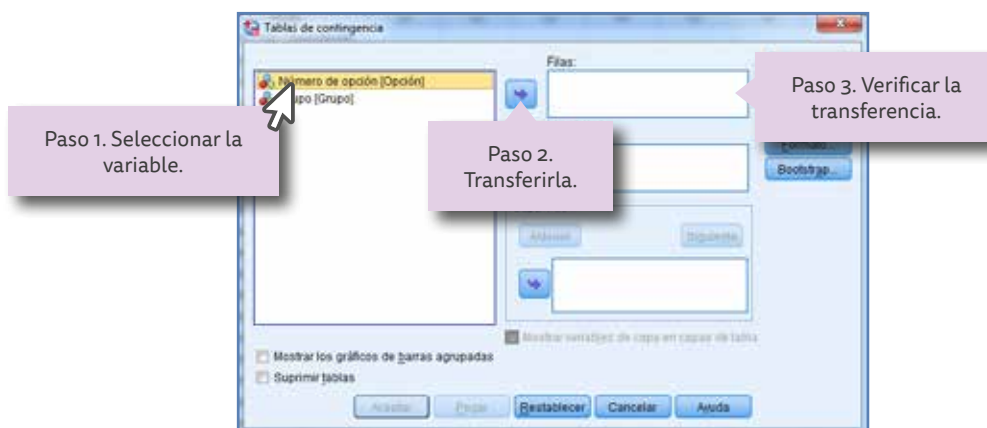 Tablas de contingencia
Filas:
Número de opción [Opción]
upo [Grupo]
Paso 1. Seleccionar la
variable.
Paso 2.
Transferirla.
Paso 3. Verificar la
transferencia.
Formato...
Bootstrap...
Anterior
Siguiente
Mostrar variables de capa en capas de tabla
Mostrar los gráficos de barras agrupadas
Suprimir tablas
Aceptar
Pegar
Restablecer
Cancelar
Ayuda